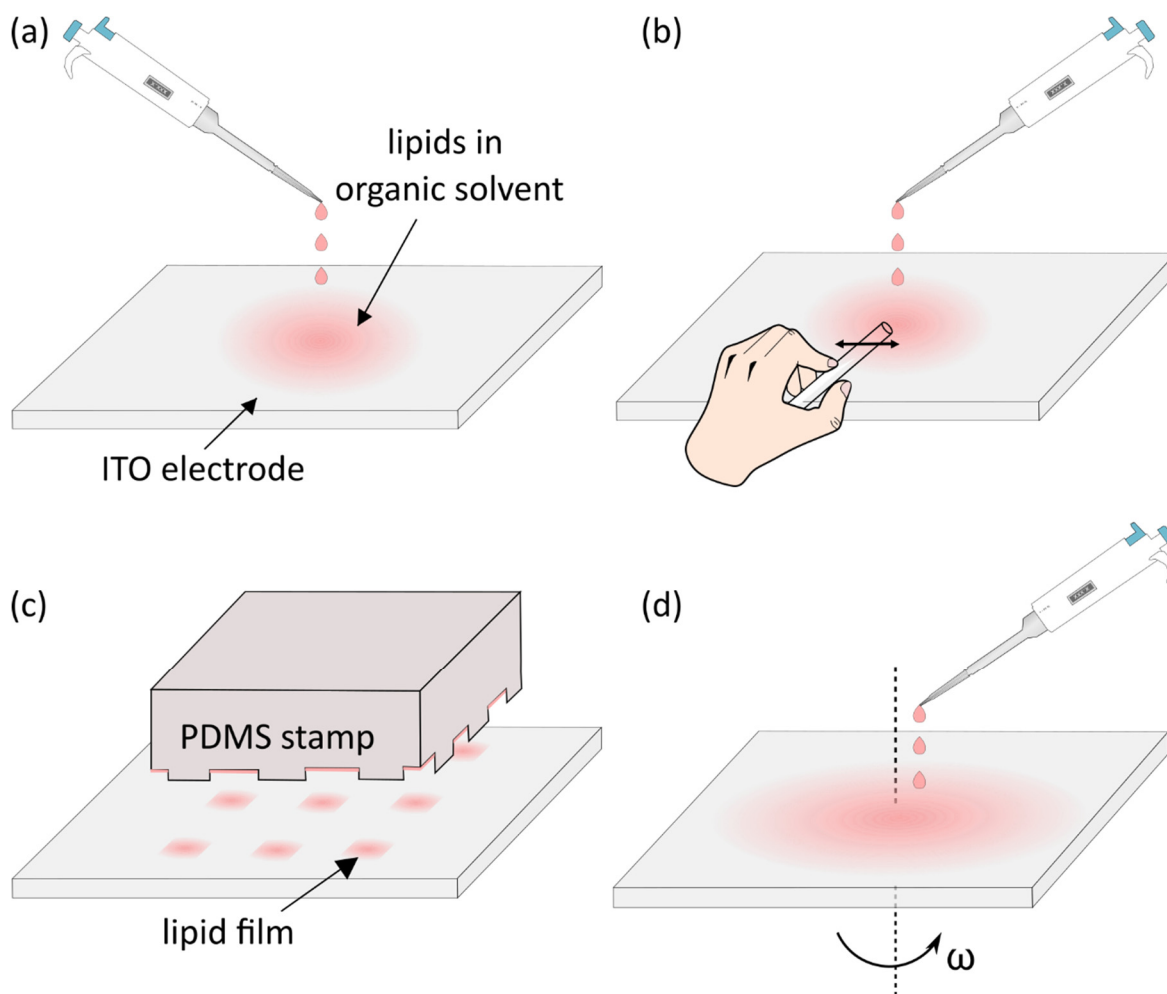 (a)
lipids in
organic solvent
ITO electrode
(b)
(c)
PDMS stamp
lipid film
(d)
ω